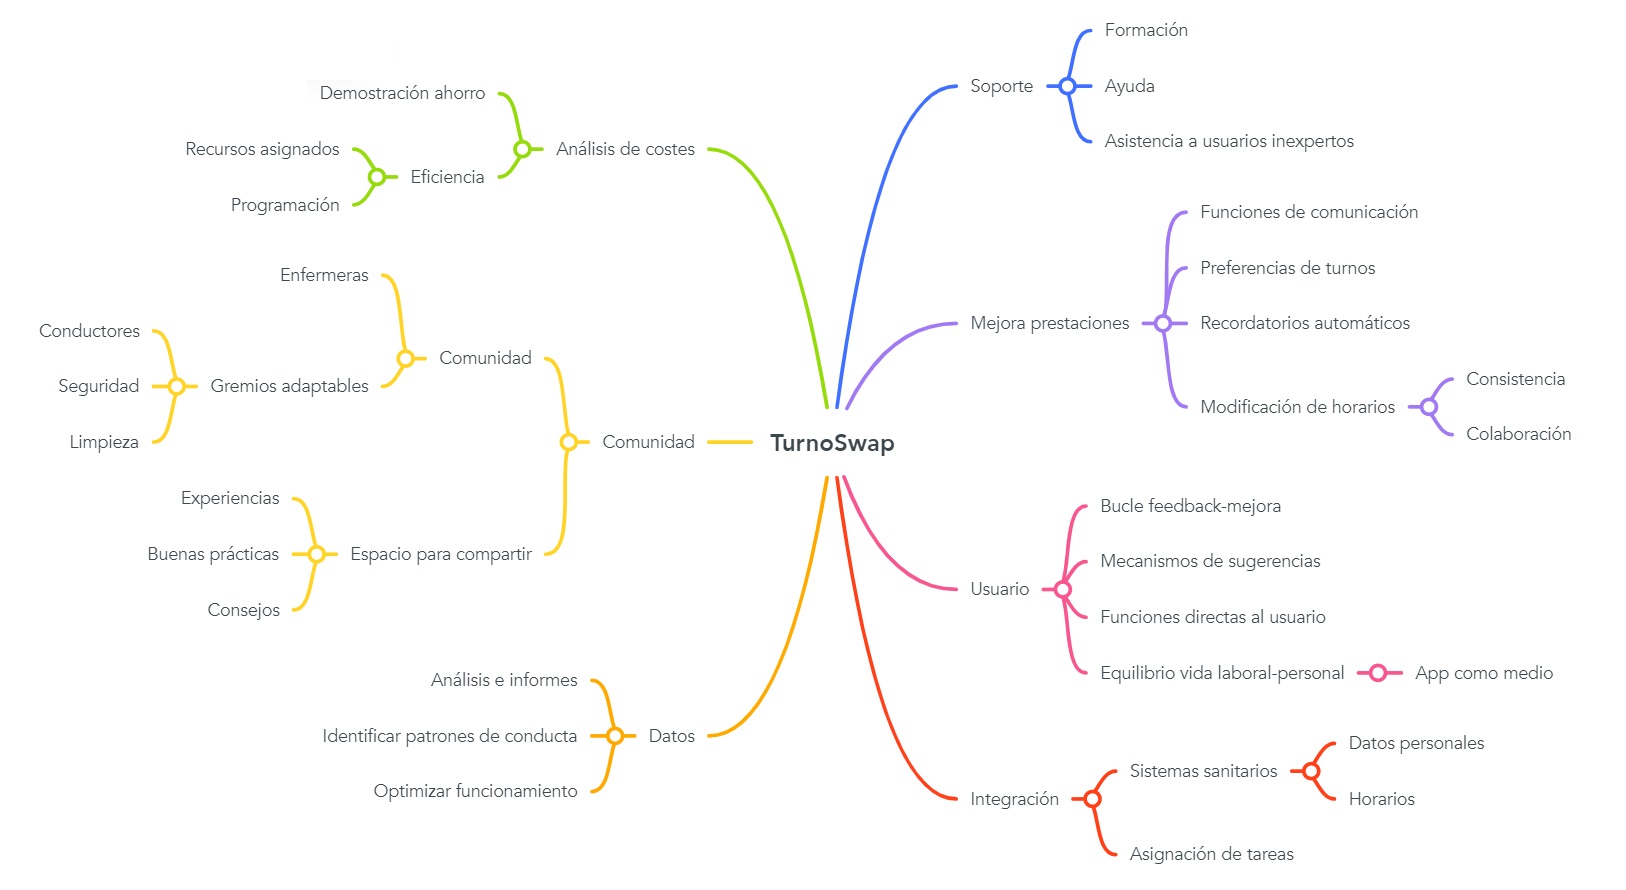 TurnoSwap
Soporte
Formación
Ayuda
Asistencia a usuarios inexpertos
Mejora prestaciones
Funciones de comunicación
Preferencias de turnos
Recordatorios automáticos
Modificación de horarios
Consistencia
Colaboración
Usuario
Bucle feedback-mejora
Mecanismos de sugerencias
Funciones directas al usuario
Equilibrio vida laboral-personal
App como medio
Integración
Sistemas sanitarios
Datos personales
Horarios
Asignación de tareas
Análisis de costes
Demostración ahorro
Eficiencia
Recursos asignados
Programación
Comunidad
Comunidad
Enfermeras
Gremios adaptables
Conductores
Seguridad
Limpieza
Espacio para compartir
Experiencias
Buenas prácticas
Consejos
Datos
Análisis e informes
Identificar patrones de conducta
Optimizar funcionamiento